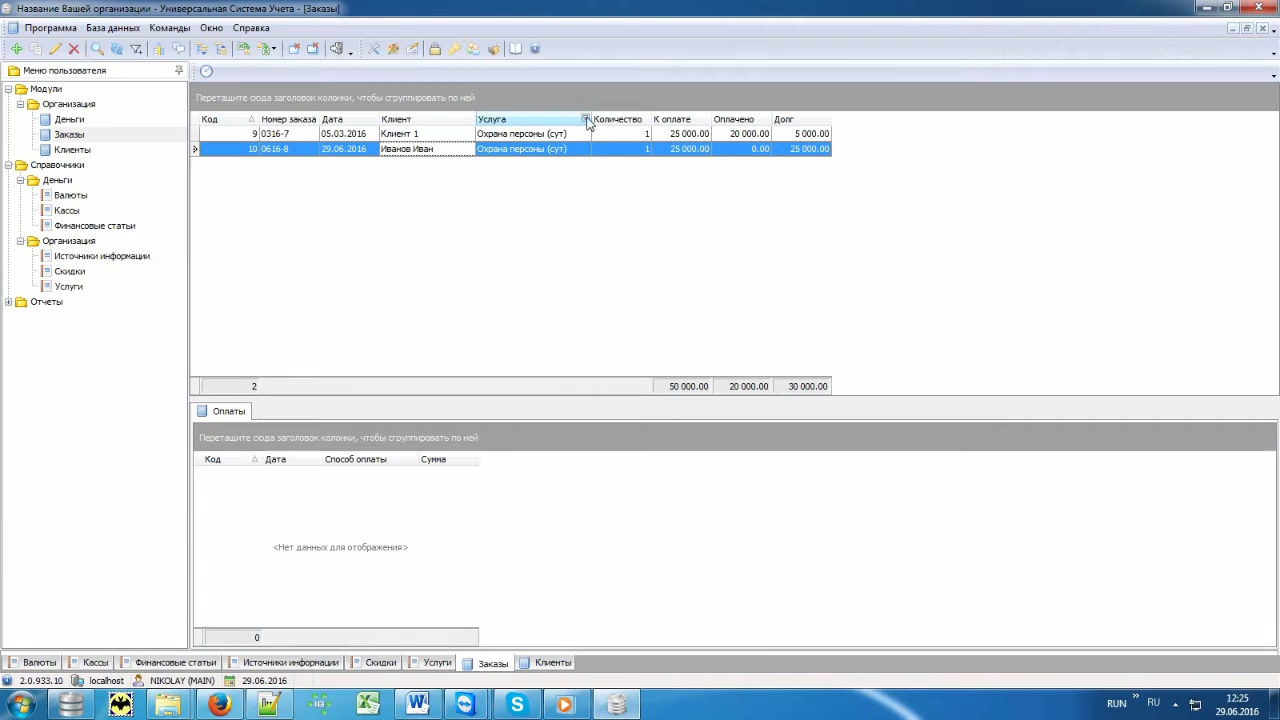 Название Вашей организации - Универсальная Система Учета - [Заказы]
Программа База данных Команды Окно Справка
Меню пользователя
Модули
Организация
Деньги
Заказы
Клиенты
Справочники
Деньги
Валюты
Кассы
Финансовые статьи
Организация
Источники информации
Скидки
Услуги
Отчеты
Перетащите сюда заголовок колонки, чтобы сгруппировать по ней
Код Номер заказа Дата Клиент Услуга Количество К оплате Оплачено Долг
9 0316-7 05.03.2016 Клиент 1 Охрана персоны (сут) 1 25 000.00 20 000.00 5 000.00
10 0616-8 29.06.2016 Иванов Иван Охрана персоны (сут) 1 25 000.00 0.00 25 000.00
2 50 000.00 20 000.00 30 000.00
Оплаты
Перетащите сюда заголовок колонки, чтобы сгруппировать по ней
Код Дата Способ оплаты Сумма
<Нет данных для отображения>
0
Валюты Кассы Финансовые статьи Источники информации Скидки Услуги Заказы Клиенты
2.0.933.10 localhost NIKOLAY (MAIN) 29.06.2016
RUN RU 12:25
29.06.2016